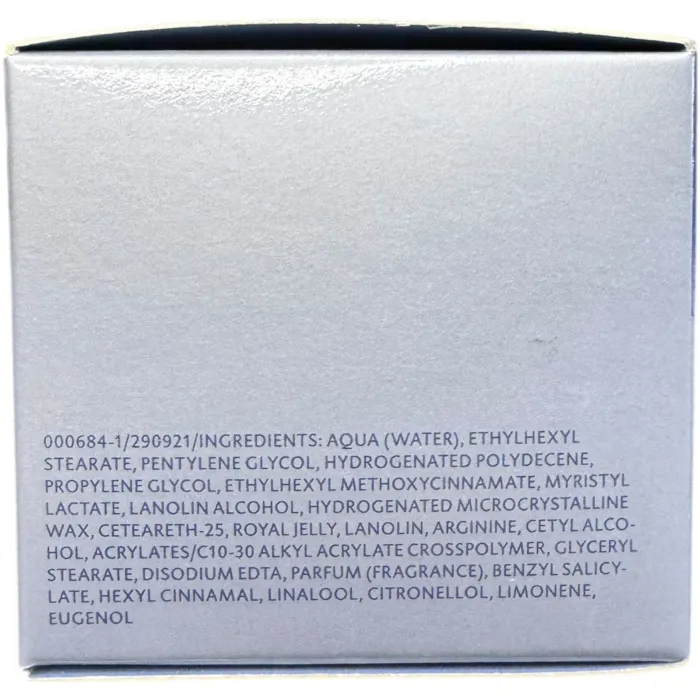 000684-1/290921/INGREDIENTS: AQUA (WATER), ETHYLHEXYL
STEARATE, PENTYLENE GLYCOL, HYDROGENATED POLYDECENE,
PROPYLENE GLYCOL, ETHYLHEXYL METHOXYCINNAMATE, MYRISTYL
LACTATE, LANOLIN ALCOHOL, HYDROGENATED MICROCRYSTALLINE
WAX, CETEARETH-25, ROYAL JELLY, LANOLIN, ARGININE, CETYL ALCO-
HOL, ACRYLATES/C10-30 ALKYL ACRYLATE CROSSPOLYMER, GLYCERYL
STEARATE, DISODIUM EDTA, PARFUM (FRAGRANCE), BENZYL SALICY-
LATE, HEXYL CINNAMAL, LINALOOL, CITRONELLOL, LIMONENE,
EUGENOL